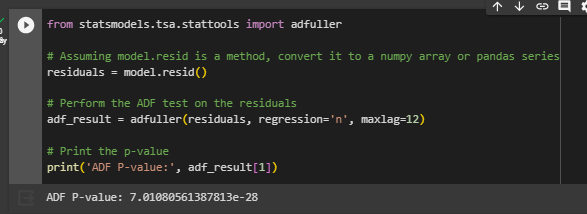 from statsmodels.tsa.stattools import adfuller
# Assuming model.resid is a method, convert it to a numpy array or pandas series
residuals = model.resid()
# Perform the ADF test on the residuals
adf_result = adfuller(residuals, regression='n', maxlag=12)
# Print the p-value
print('ADF P-value:', adf_result[1])
ADF P-value: 7.01080561387813e-28